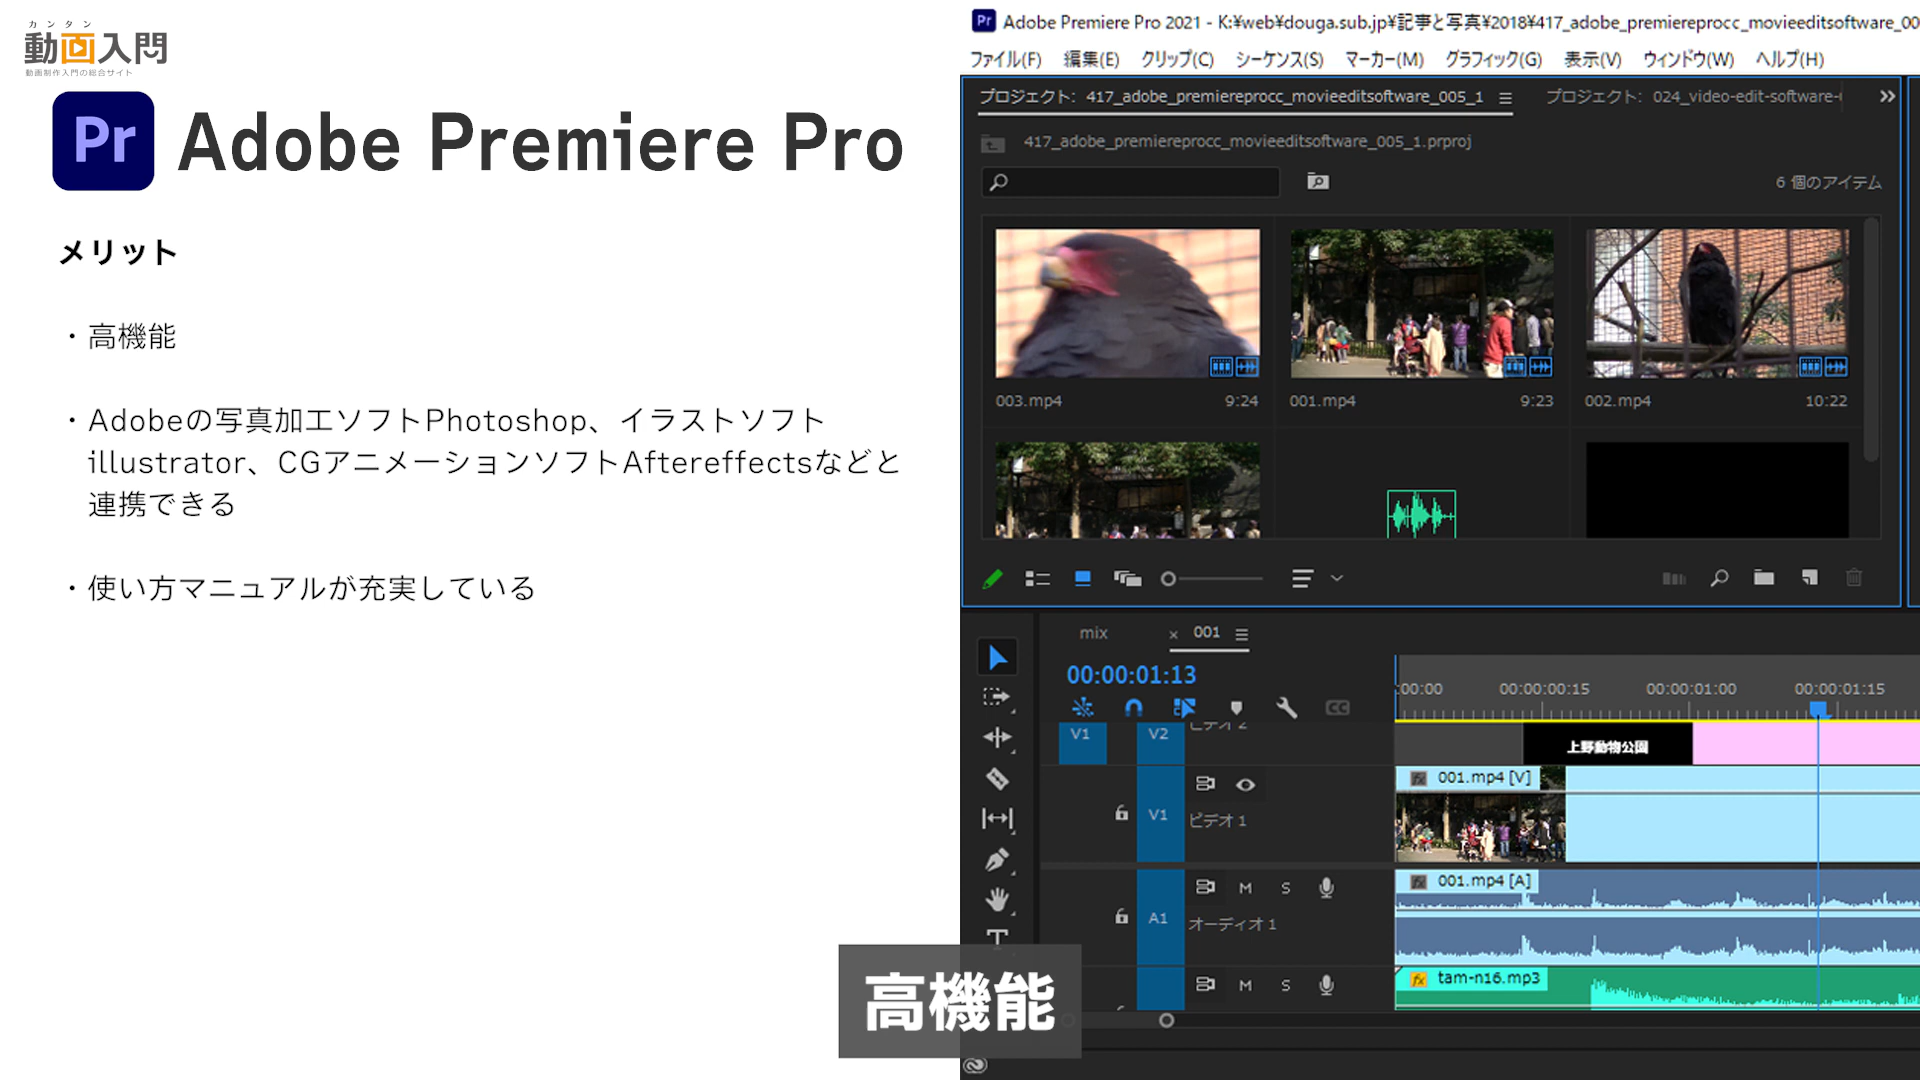 カンタン
動画入門
動画制作入門の総合サイト
Pr Adobe Premiere Pro
メリット
・高機能
・Adobeの写真加工ソフトPhotoshop、イラストソフト
illustrator、CGアニメーションソフトAftereffectsなどと
連携できる
・使い方マニュアルが充実している
Pr Adobe Premiere Pro 2021 - K:¥web¥douga.sub.jp¥記事と写真¥2018¥417_adobe_premiereprocc_movieeditsoftware_00
ファイル(F) 編集(E) クリップ(C) シーケンス(S) マーカー(M) グラフィック(G) 表示(V) ウィンドウ(W) ヘルプ(H)
プロジェクト: 417_adobe_premiereprocc_movieeditsoftware_005_1 プロジェクト: 024_video-edit-software-
417_adobe_premiereprocc_movieeditsoftware_005_1.prproj
6 個のアイテム
003.mp4 9:24 001.mp4 9:23 002.mp4 10:22
mix × 001
00:00:01:13
:00:00 00:00:00:15 00:00:01:00 00:00:01:15
CC
V1 V2 ビデオ 2
上野動物公園
fx 001.mp4 [V]
V1 ビデオ 1
fx 001.mp4 [A]
M S
A1 オーディオ 1
fx tam-n16.mp3
M S
T
高機能